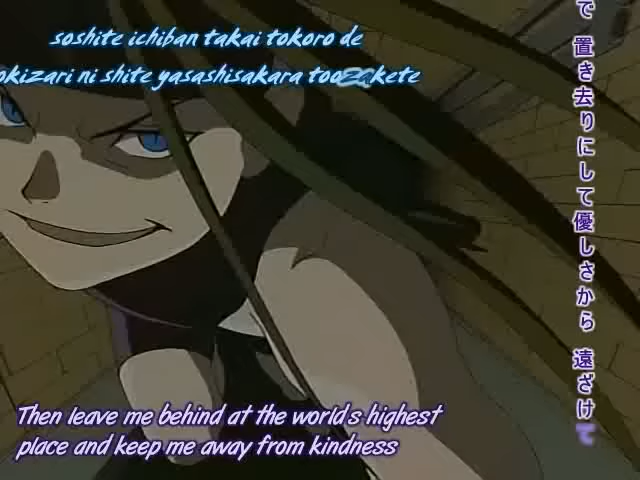 soshite ichiban takai tokoro de
okizari ni shite yasashisakara toozakete
で 置き去りにして優しさから 遠ざけて
Then leave me behind at the world's highest
place and keep me away from kindness